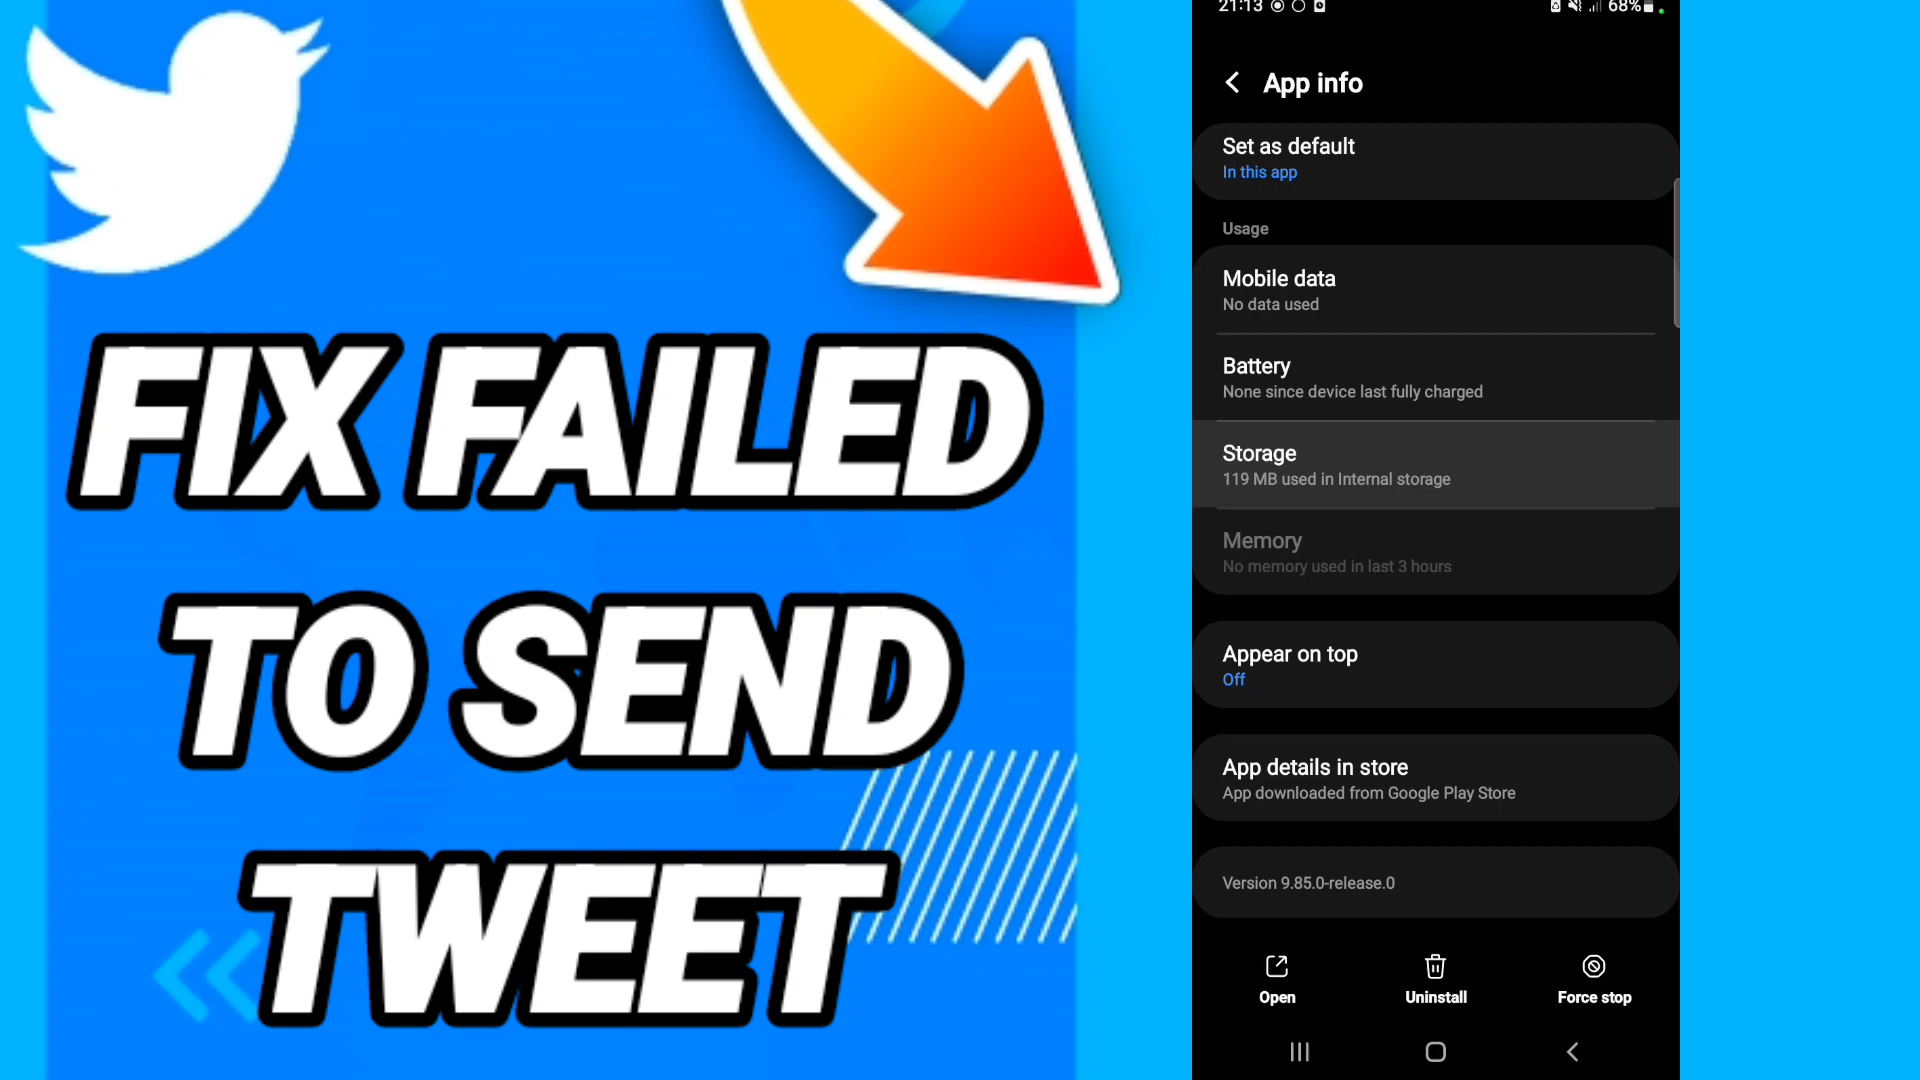 FIX FAILED
TO SEND
TWEET
21:13
68%
App info
Set as default
In this app
Usage
Mobile data
No data used
Battery
None since device last fully charged
Storage
119 MB used in Internal storage
Memory
No memory used in last 3 hours
Appear on top
Off
App details in store
App downloaded from Google Play Store
Version 9.85.0-release.0
Open
Uninstall
Force stop